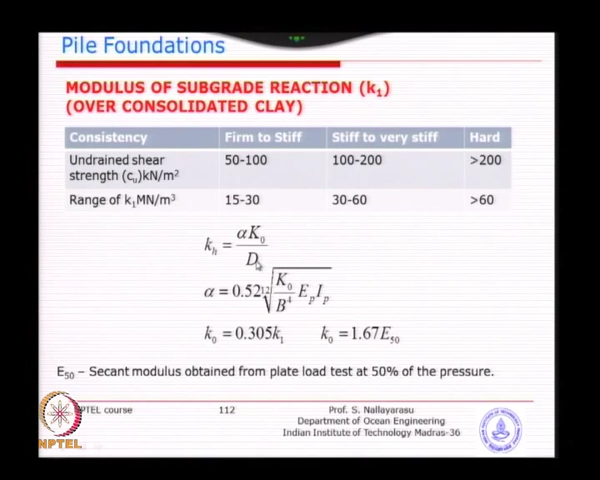 Pile Foundations
MODULUS OF SUBGRADE REACTION (k₁)
(OVER CONSOLIDATED CLAY)
Consistency Firm to Stiff Stiff to very stiff Hard
Undrained shear strength (cᵤ)kN/m² 50-100 100-200 >200
Range of k₁MN/m³ 15-30 30-60 >60
k_h = αK₀ / D
α = 0.52 ¹²√(K₀/B⁴ E_p I_p)
k₀ = 0.305k₁ k₀ = 1.67E₅₀
E₅₀ – Secant modulus obtained from plate load test at 50% of the pressure.
NPTEL course 112 Prof. S. Nallayarasu
Department of Ocean Engineering
Indian Institute of Technology Madras-36
NPTEL